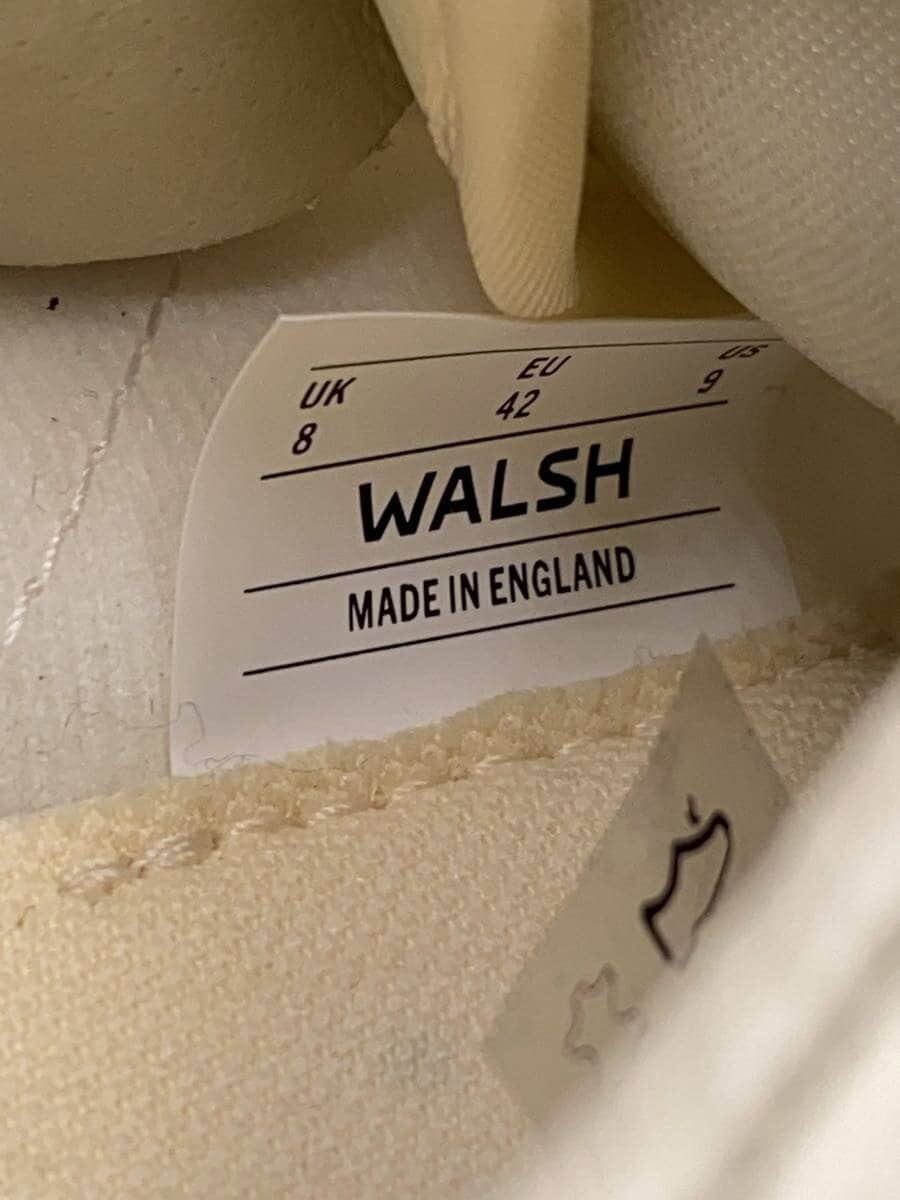 UK EU US
8 42 9
WALSH
MADE IN ENGLAND